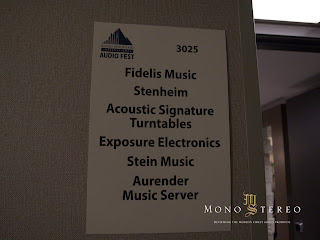 AUDIO FEST
3025
Fidelis Music
Stenheim
Acoustic Signature
Turntables
Exposure Electronics
Stein Music
Aurender
Music Server
MONO STEREO